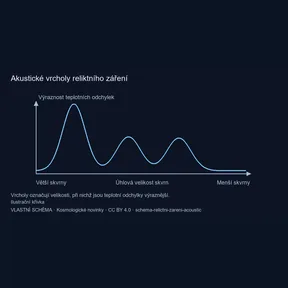 Akustické vrcholy reliktního záření
Výraznost teplotních odchylek
Větší skvrny
Úhlová velikost skvrn
Menší skvrny
Vrcholy označují velikosti, při nichž jsou teplotní odchylky výraznější.
Ilustrační křivka
VLASTNÍ SCHÉMA · Kosmologické novinky · CC BY 4.0 · schema-reliktni-zareni-acoustic